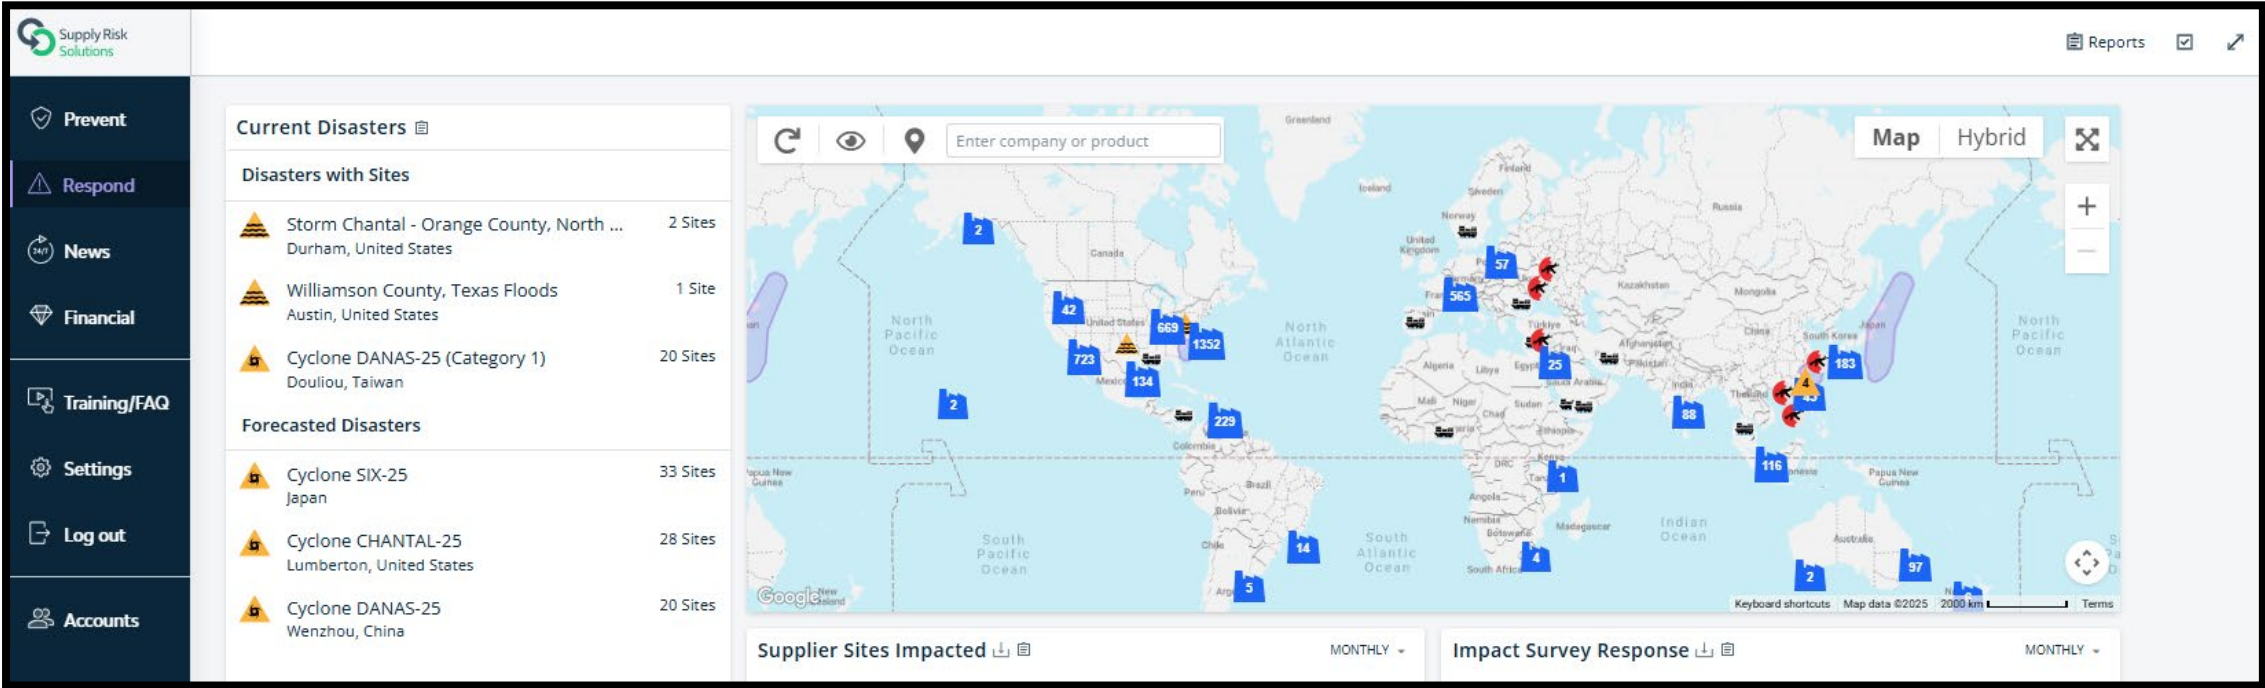 Supply Risk
Solutions
Reports
Prevent
Respond
24/7
News
Financial
Training/FAQ
Settings
Log out
Accounts
Current Disasters
Disasters with Sites
Storm Chantal - Orange County, North ...
2 Sites
Durham, United States
Williamson County, Texas Floods
1 Site
Austin, United States
Cyclone DANAS-25 (Category 1)
20 Sites
Douliou, Taiwan
Forecasted Disasters
Cyclone SIX-25
33 Sites
Japan
Cyclone CHANTAL-25
28 Sites
Lumberton, United States
Cyclone DANAS-25
20 Sites
Wenzhou, China
Enter company or product
Map
Hybrid
Greenland
Iceland
Finland
Sweden
Norway
Russia
United
Kingdom
Canada
2
57
565
42
669
1352
723
134
2
229
25
183
4
88
116
1
14
4
5
2
97
United States
Mexico
Kazakhstan
Mongolia
China
South Korea
Japan
Türkiye
Iraq
Afghanistan
Pakistan
Algeria
Libya
Egypt
Saudi Arabia
India
Thailand
Mali
Niger
Chad
Sudan
Ethiopia
North
Pacific
Ocean
North
Atlantic
Ocean
North
Pacific
Ocean
Colombia
Peru
Brazil
Bolivia
Chile
DRC
Kenya
Angola
Namibia
Botswana
Madagascar
South Africa
Papua New
Guinea
Papua New
Guinea
Australia
South
Pacific
Ocean
South
Atlantic
Ocean
Indian
Ocean
Google
New
Zealand
Keyboard shortcuts
Map data ©2025
2000 km
Terms
Supplier Sites Impacted
MONTHLY
Impact Survey Response
MONTHLY